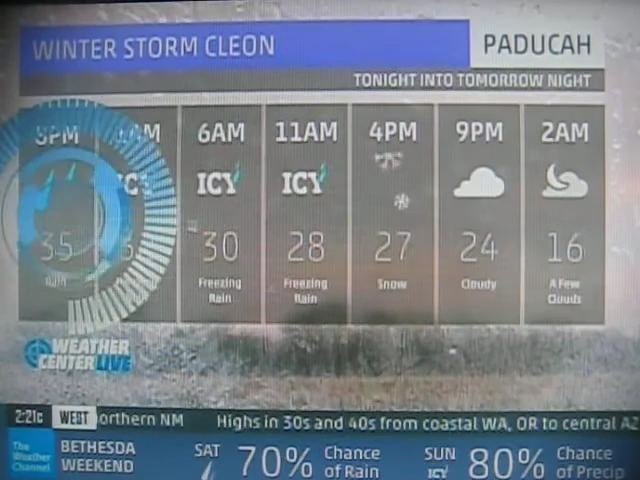 WINTER STORM CLEON
PADUCAH
TONIGHT INTO TOMORROW NIGHT
6AM 11AM 4PM 9PM 2AM
ICY ICY
35 30 28 27 24 16
Rain Freezing Freezing Snow Cloudy A Few
Rain Rain Clouds
WEATHER
CENTER LIVE
2:21c WEST orthern NM Highs in 30s and 40s from coastal WA, OR to central AZ
The
Weather
Channel
BETHESDA
WEEKEND
SAT 70% Chance
of Rain
SUN ICY 80% Chance
of Precip